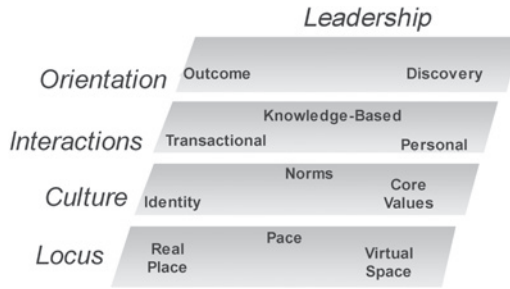 Leadership
Orientation
Outcome Discovery
Interactions
Knowledge-Based
Transactional Personal
Culture
Norms
Identity
Core
Values
Locus
Pace
Real
Place
Virtual
Space